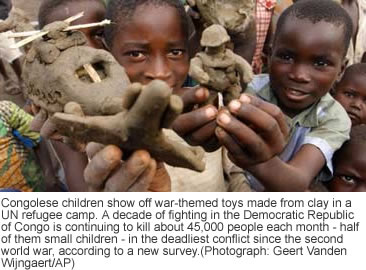 Congolese children show off war-themed toys made from clay in a
UN refugee camp. A decade of fighting in the Democratic Republic
of Congo is continuing to kill about 45,000 people each month - half
of them small children - in the deadliest conflict since the second
world war, according to a new survey.(Photograph: Geert Vanden
Wijngaert/AP)